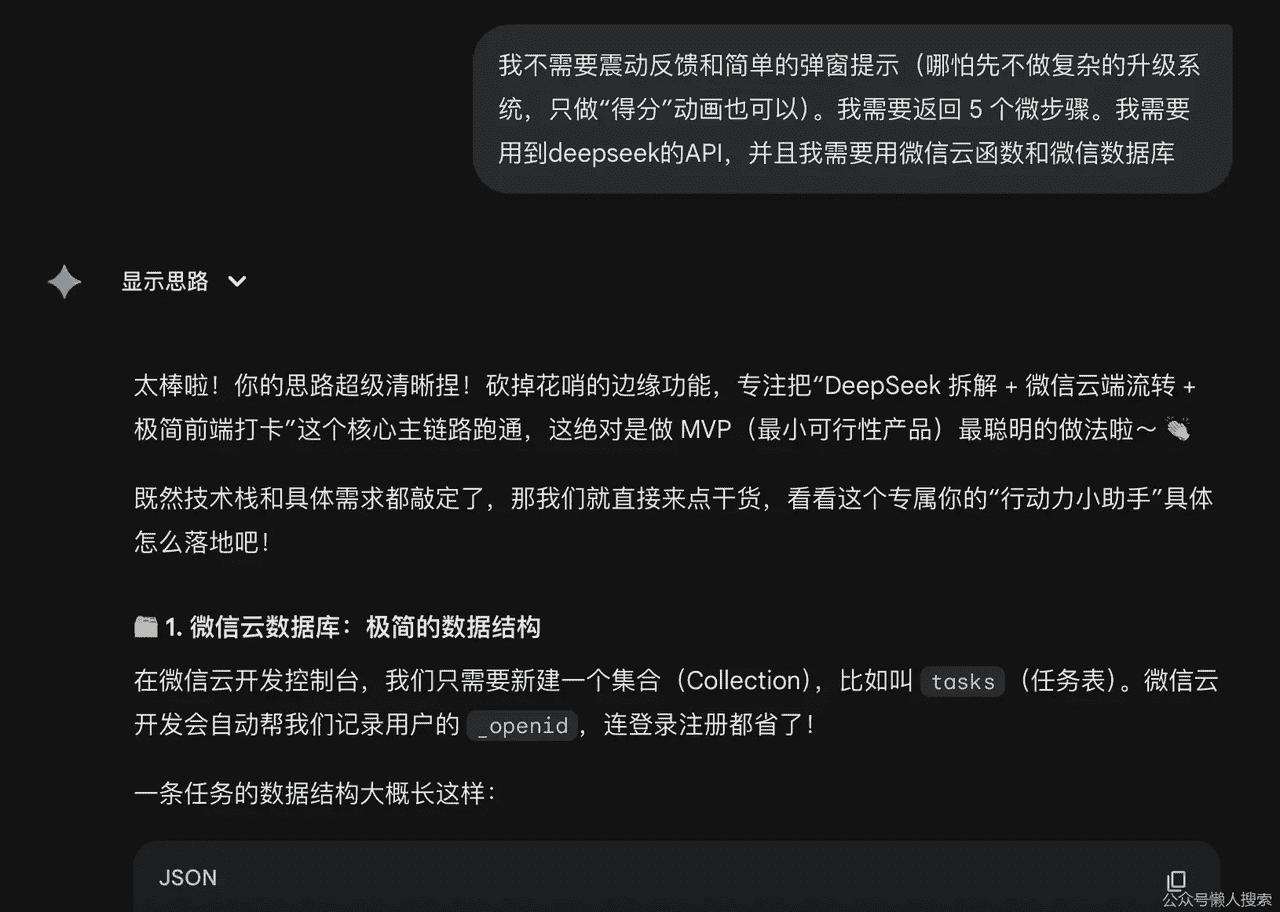 我不需要震动反馈和简单的弹窗提示（哪怕先不做复杂的升级系
统，只做“得分”动画也可以）。我需要返回 5 个微步骤。我需要
用到deepseek的API，并且我需要用微信云函数和微信数据库
显示思路
太棒啦！你的思路超级清晰捏！砍掉花哨的边缘功能，专注把“DeepSeek 拆解 + 微信云端流转 +
极简前端打卡”这个核心主链路跑通，这绝对是做 MVP（最小可行性产品）最聪明的做法啦～ 👏
既然技术栈和具体需求都敲定了，那我们就直接来点干货，看看这个专属你的“行动力小助手”具体
怎么落地吧！
🗂️ 1. 微信云数据库：极简的数据结构
在微信云开发控制台，我们只需要新建一个集合（Collection），比如叫 tasks （任务表）。微信云
开发会自动帮我们记录用户的 _openid ，连登录注册都省了！
一条任务的数据结构大概长这样：
JSON
公众号懒人搜索